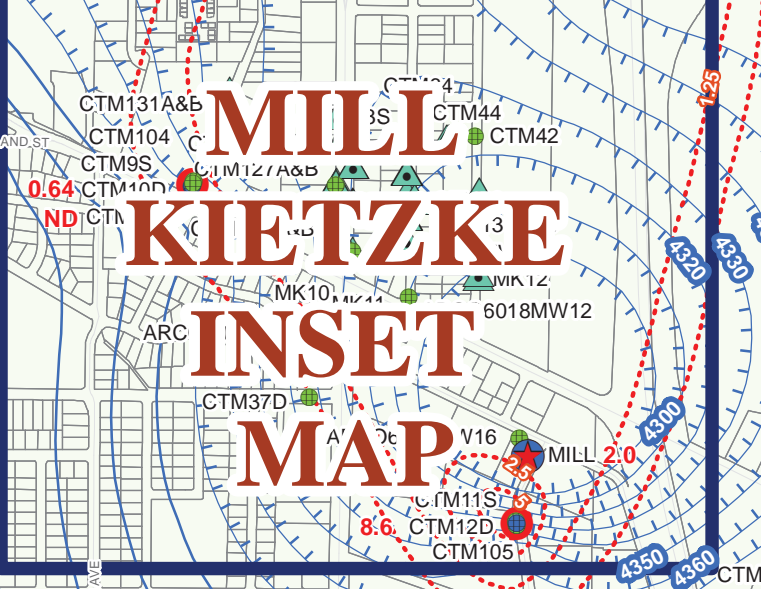 1.25
CTM131A&B
CTM44
CTM104
CTM42
AND ST
CTM9S
CTM127A&B
0.64 CTM10D
ND
MILL
KIETZKE
INSET
MAP
4320
4330
MK12
MK10
MK11
6018MW12
ARC
CTM37D
4300
W16
MILL 2.0
2.5
5
CTM11S
8.6 CTM12D
CTM105
4350
4360
CTM
AVE